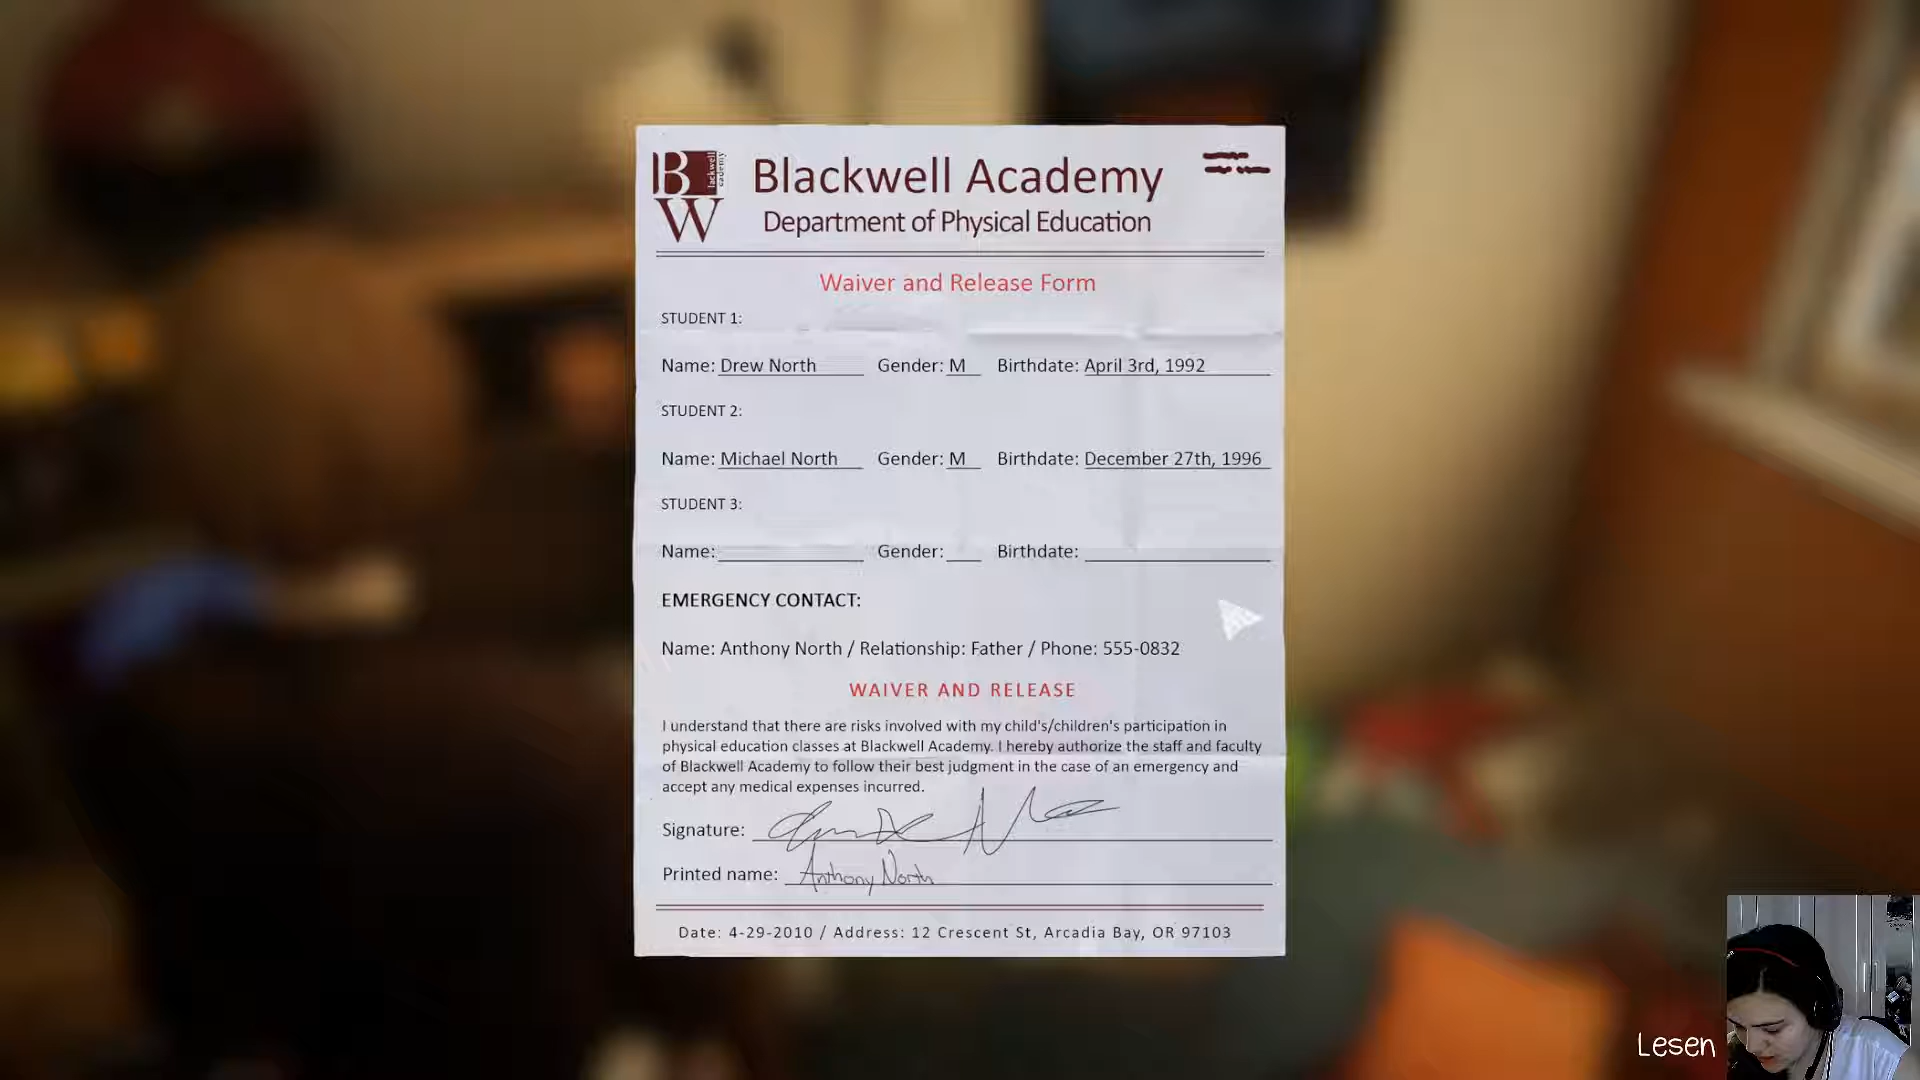 B lackwell cademy W
Blackwell Academy
Department of Physical Education
Waiver and Release Form
STUDENT 1:
Name: Drew North Gender: M Birthdate: April 3rd, 1992
STUDENT 2:
Name: Michael North Gender: M Birthdate: December 27th, 1996
STUDENT 3:
Name: Gender: Birthdate:
EMERGENCY CONTACT:
Name: Anthony North / Relationship: Father / Phone: 555-0832
WAIVER AND RELEASE
I understand that there are risks involved with my child's/children's participation in
physical education classes at Blackwell Academy. I hereby authorize the staff and faculty
of Blackwell Academy to follow their best judgment in the case of an emergency and
accept any medical expenses incurred.
Signature:
Printed name: Anthony North
Date: 4-29-2010 / Address: 12 Crescent St, Arcadia Bay, OR 97103
Lesen